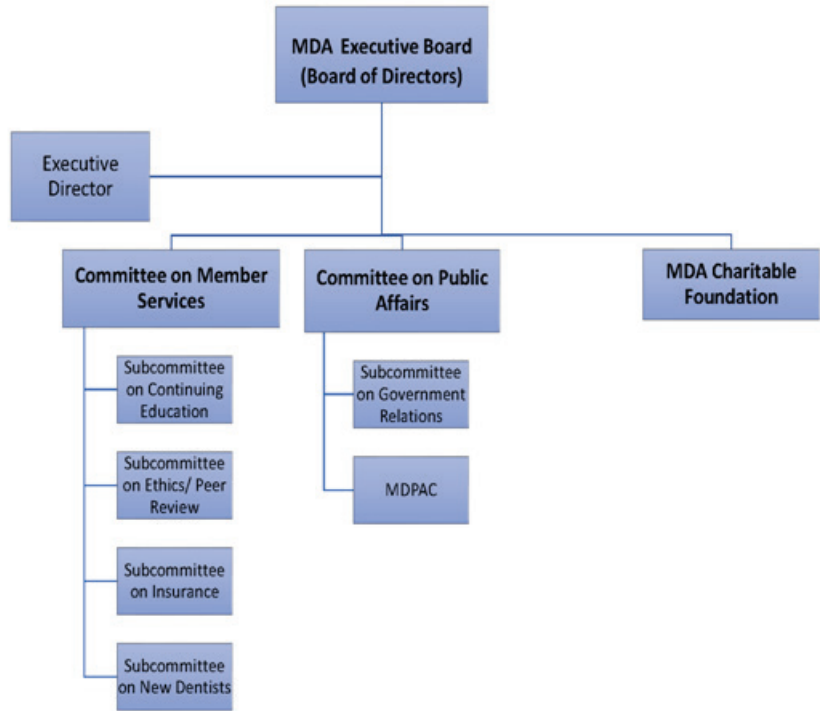 MDA Executive Board
(Board of Directors)
Executive
Director
Committee on Member
Services
Committee on Public
Affairs
MDA Charitable
Foundation
Subcommittee
on Continuing
Education
Subcommittee
on Government
Relations
Subcommittee
on Ethics/ Peer
Review
MDPAC
Subcommittee
on Insurance
Subcommittee
on New Dentists